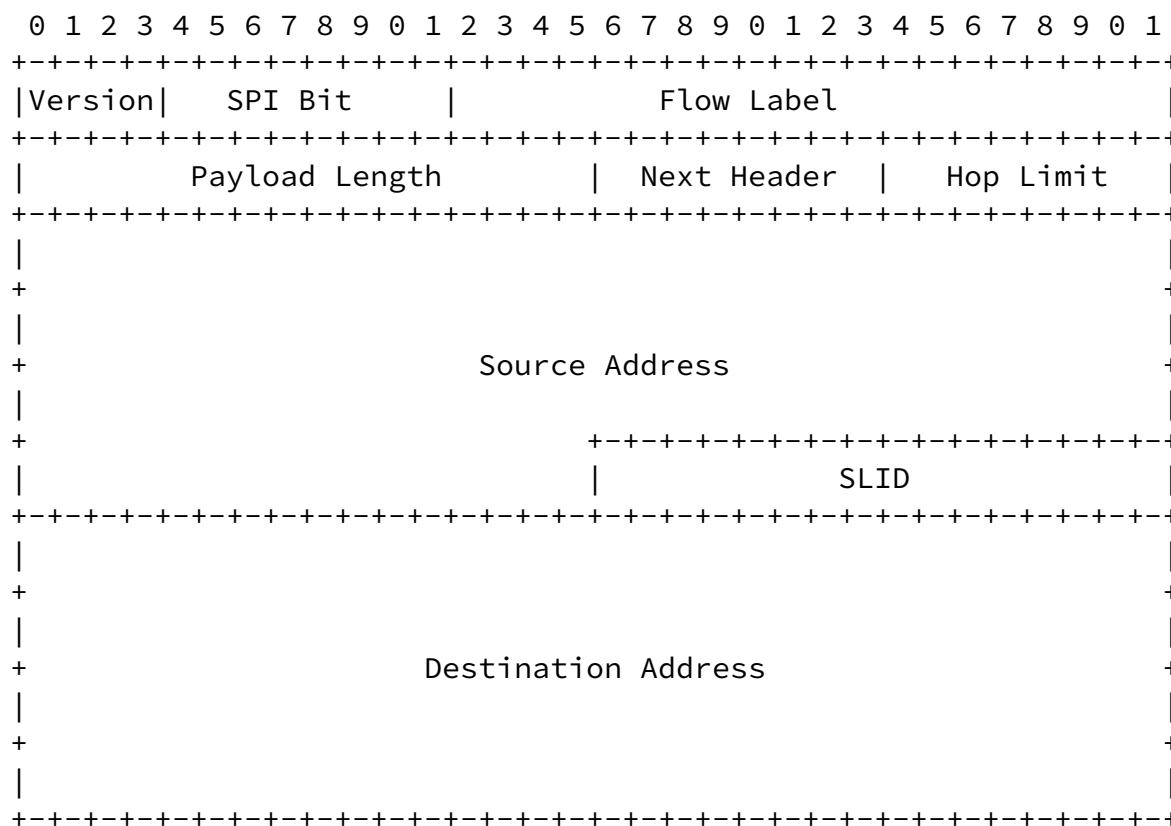 0 1 2 3 4 5 6 7 8 9 0 1 2 3 4 5 6 7 8 9 0 1 2 3 4 5 6 7 8 9 0 1
+-+-+-+-+-+-+-+-+-+-+-+-+-+-+-+-+-+-+-+-+-+-+-+-+-+-+-+-+-+-+-+-+
|Version|   SPI Bit     |           Flow Label                  |
+-+-+-+-+-+-+-+-+-+-+-+-+-+-+-+-+-+-+-+-+-+-+-+-+-+-+-+-+-+-+-+-+
|         Payload Length        |  Next Header  |   Hop Limit   |
+-+-+-+-+-+-+-+-+-+-+-+-+-+-+-+-+-+-+-+-+-+-+-+-+-+-+-+-+-+-+-+-+
|                                                               |
+                                                               +
|                                                               |
+                         Source Address                        +
|                                                               |
+                               +-+-+-+-+-+-+-+-+-+-+-+-+-+-+-+-+
|                               |             SLID              |
+-+-+-+-+-+-+-+-+-+-+-+-+-+-+-+-+-+-+-+-+-+-+-+-+-+-+-+-+-+-+-+-+
|                                                               |
+                                                               +
|                                                               |
+                      Destination Address                      +
|                                                               |
+                                                               +
|                                                               |
+-+-+-+-+-+-+-+-+-+-+-+-+-+-+-+-+-+-+-+-+-+-+-+-+-+-+-+-+-+-+-+-+